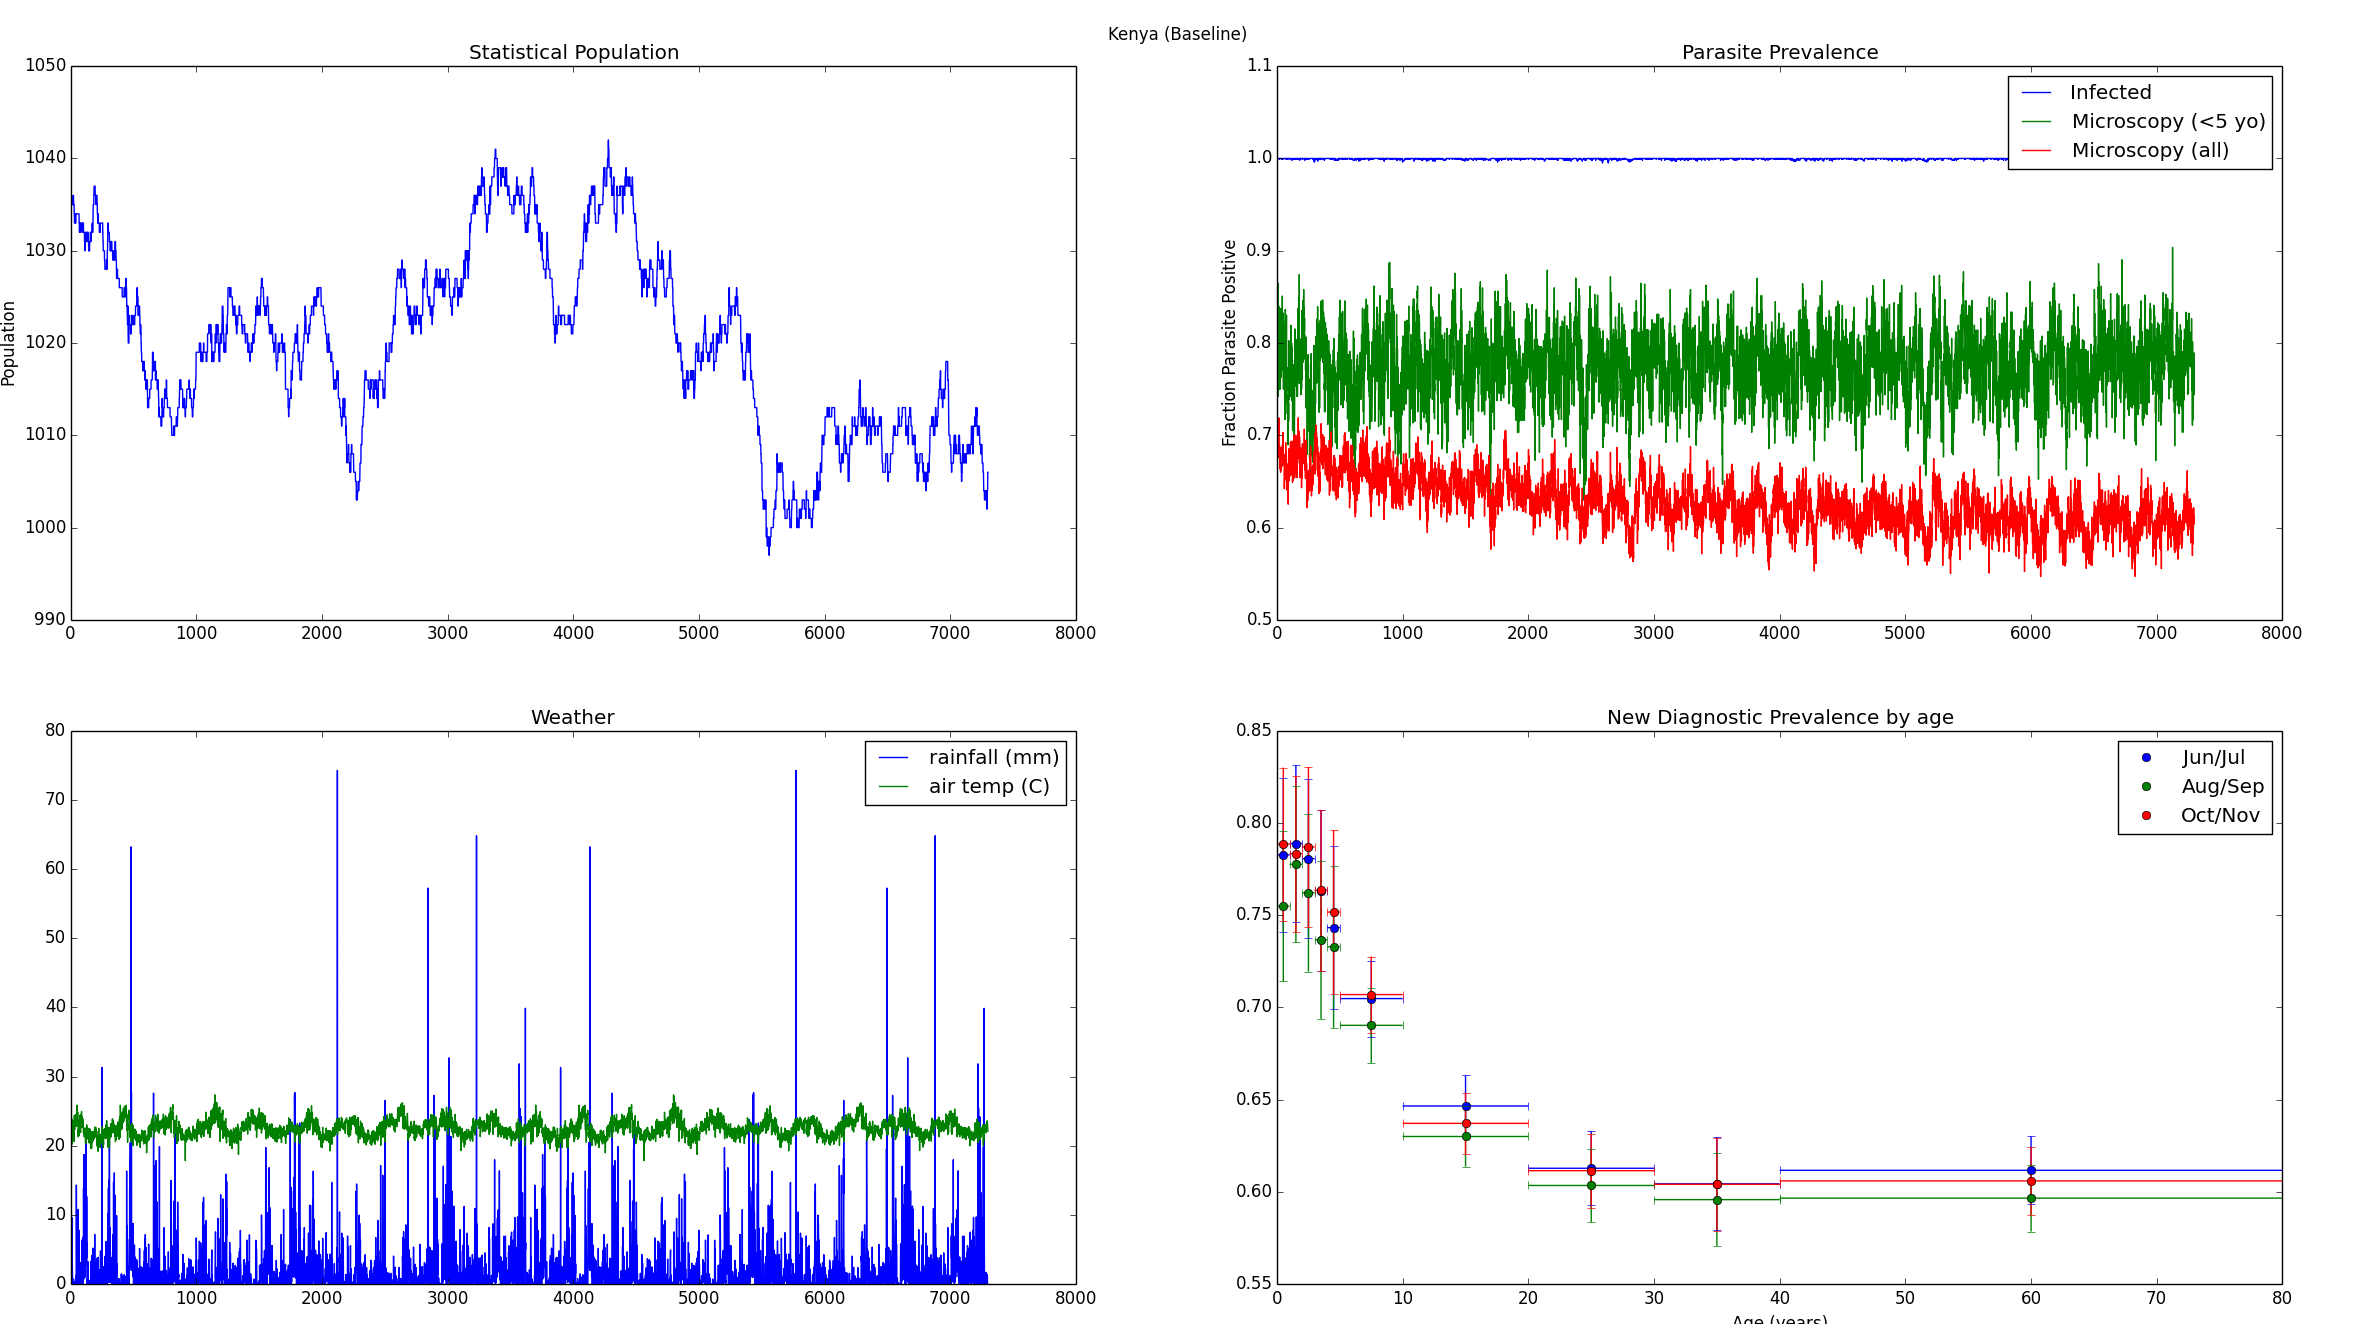 Kenya (Baseline)
Statistical Population
1050
1040
1030
1020
1010
1000
990
Population
0 1000 2000 3000 4000 5000 6000 7000 8000
Parasite Prevalence
1.1
1.0
0.9
0.8
0.7
0.6
0.5
Fraction Parasite Positive
Infected
Microscopy (<5 yo)
Microscopy (all)
0 1000 2000 3000 4000 5000 6000 7000 8000
Weather
80
70
60
50
40
30
20
10
0
rainfall (mm)
air temp (C)
0 1000 2000 3000 4000 5000 6000 7000 8000
New Diagnostic Prevalence by age
0.85
0.80
0.75
0.70
0.65
0.60
0.55
Jun/Jul
Aug/Sep
Oct/Nov
0 10 20 30 40 50 60 70 80
Age (years)